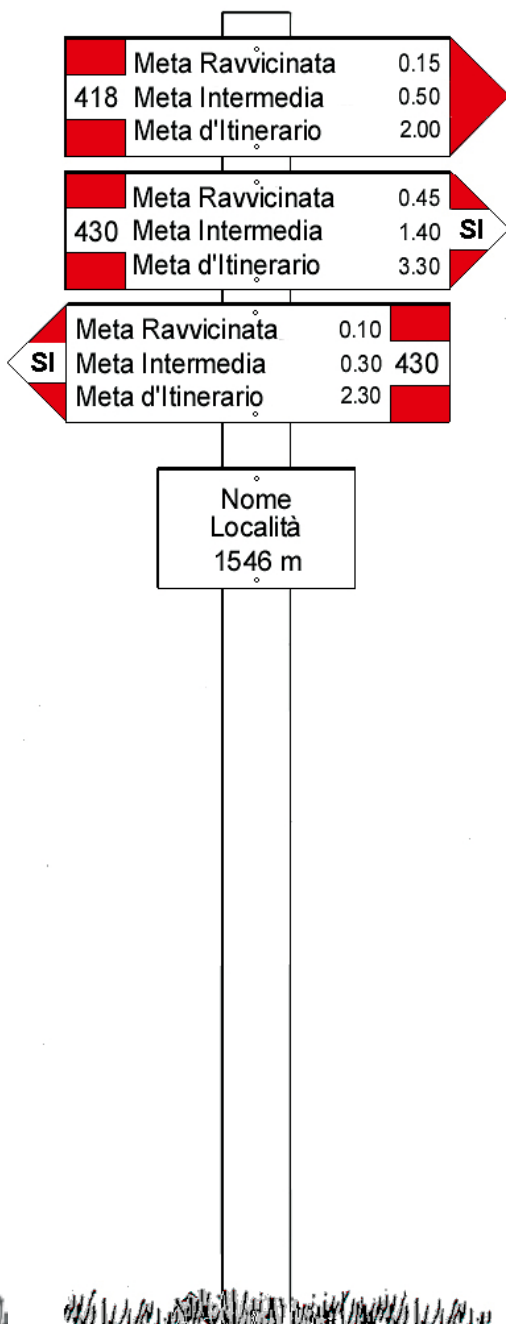 Meta Ravvicinata 0.15
418 Meta Intermedia 0.50
Meta d'Itinerario 2.00
Meta Ravvicinata 0.45
430 Meta Intermedia 1.40 SI
Meta d'Itinerario 3.30
Meta Ravvicinata 0.10
SI Meta Intermedia 0.30 430
Meta d'Itinerario 2.30
Nome
Località
1546 m